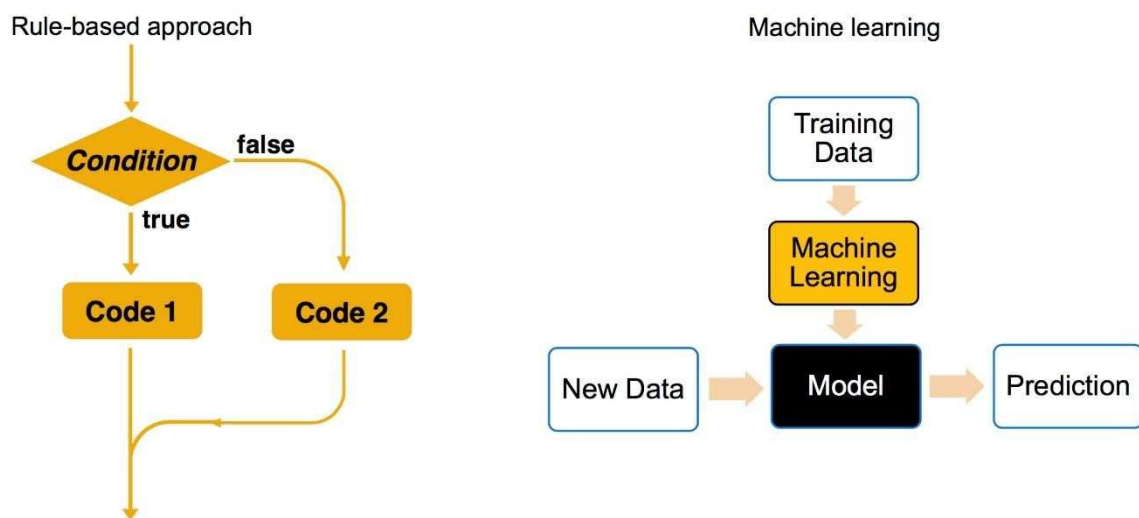 Rule-based approach
Condition
false
true
Code 1
Code 2
Machine learning
Training
Data
Machine
Learning
New Data
Model
Prediction